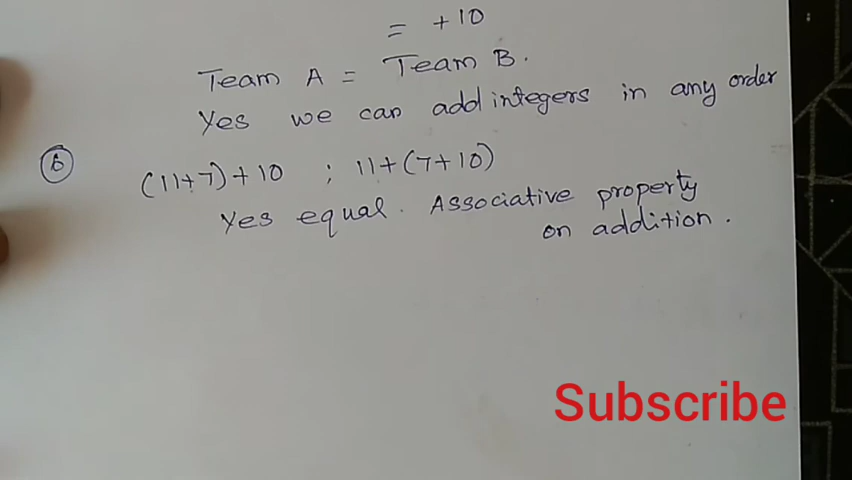 = +10
Team A = Team B.
Yes we can add integers in any order
6 (11+7)+10 ; 11+(7+10)
Yes equal. Associative property
on addition.
Subscribe